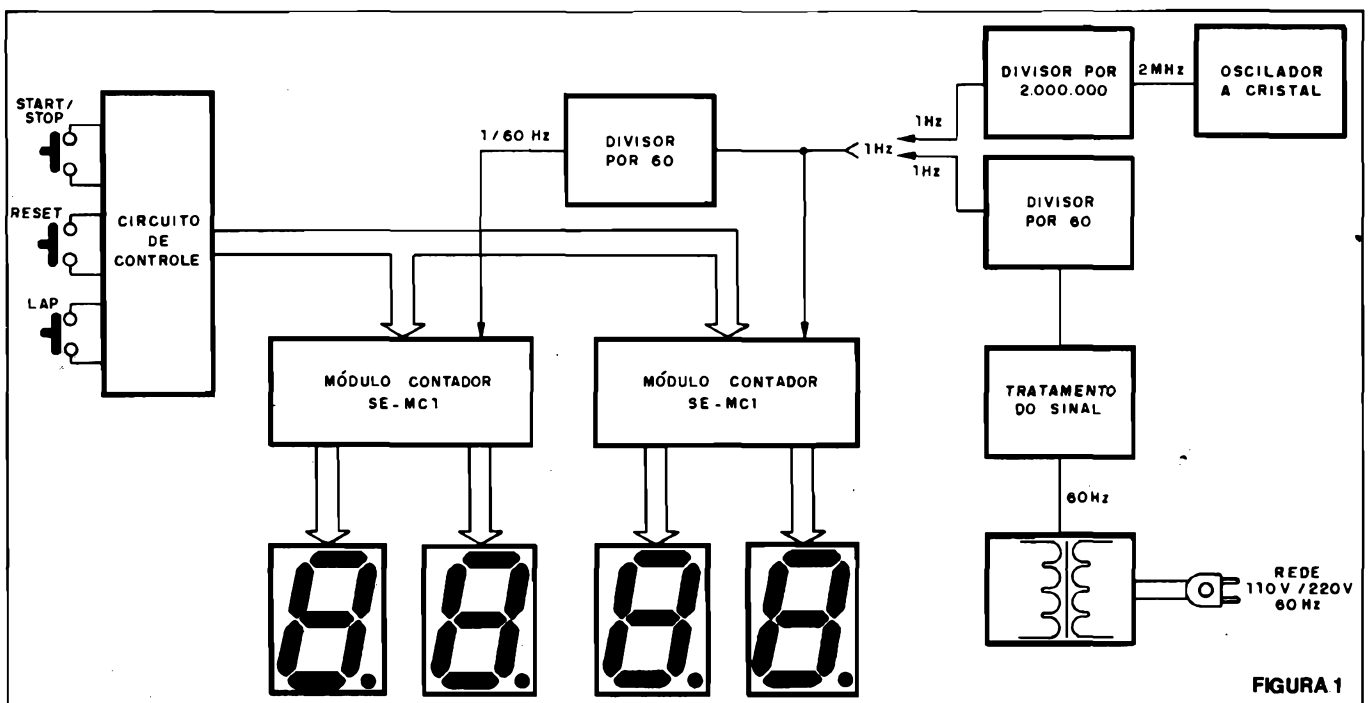 START/
STOP
RESET
LAP
CIRCUITO
DE
CONTROLE
1/60 Hz
DIVISOR
POR 60
1Hz
1Hz
1Hz
DIVISOR POR
2.000.000
2MHz
OSCILADOR
A CRISTAL
DIVISOR
POR 60
MÓDULO CONTADOR
SE-MC1
MÓDULO CONTADOR
SE-MC1
TRATAMENTO
DO SINAL
60Hz
REDE
110V/220V
60Hz
FIGURA 1